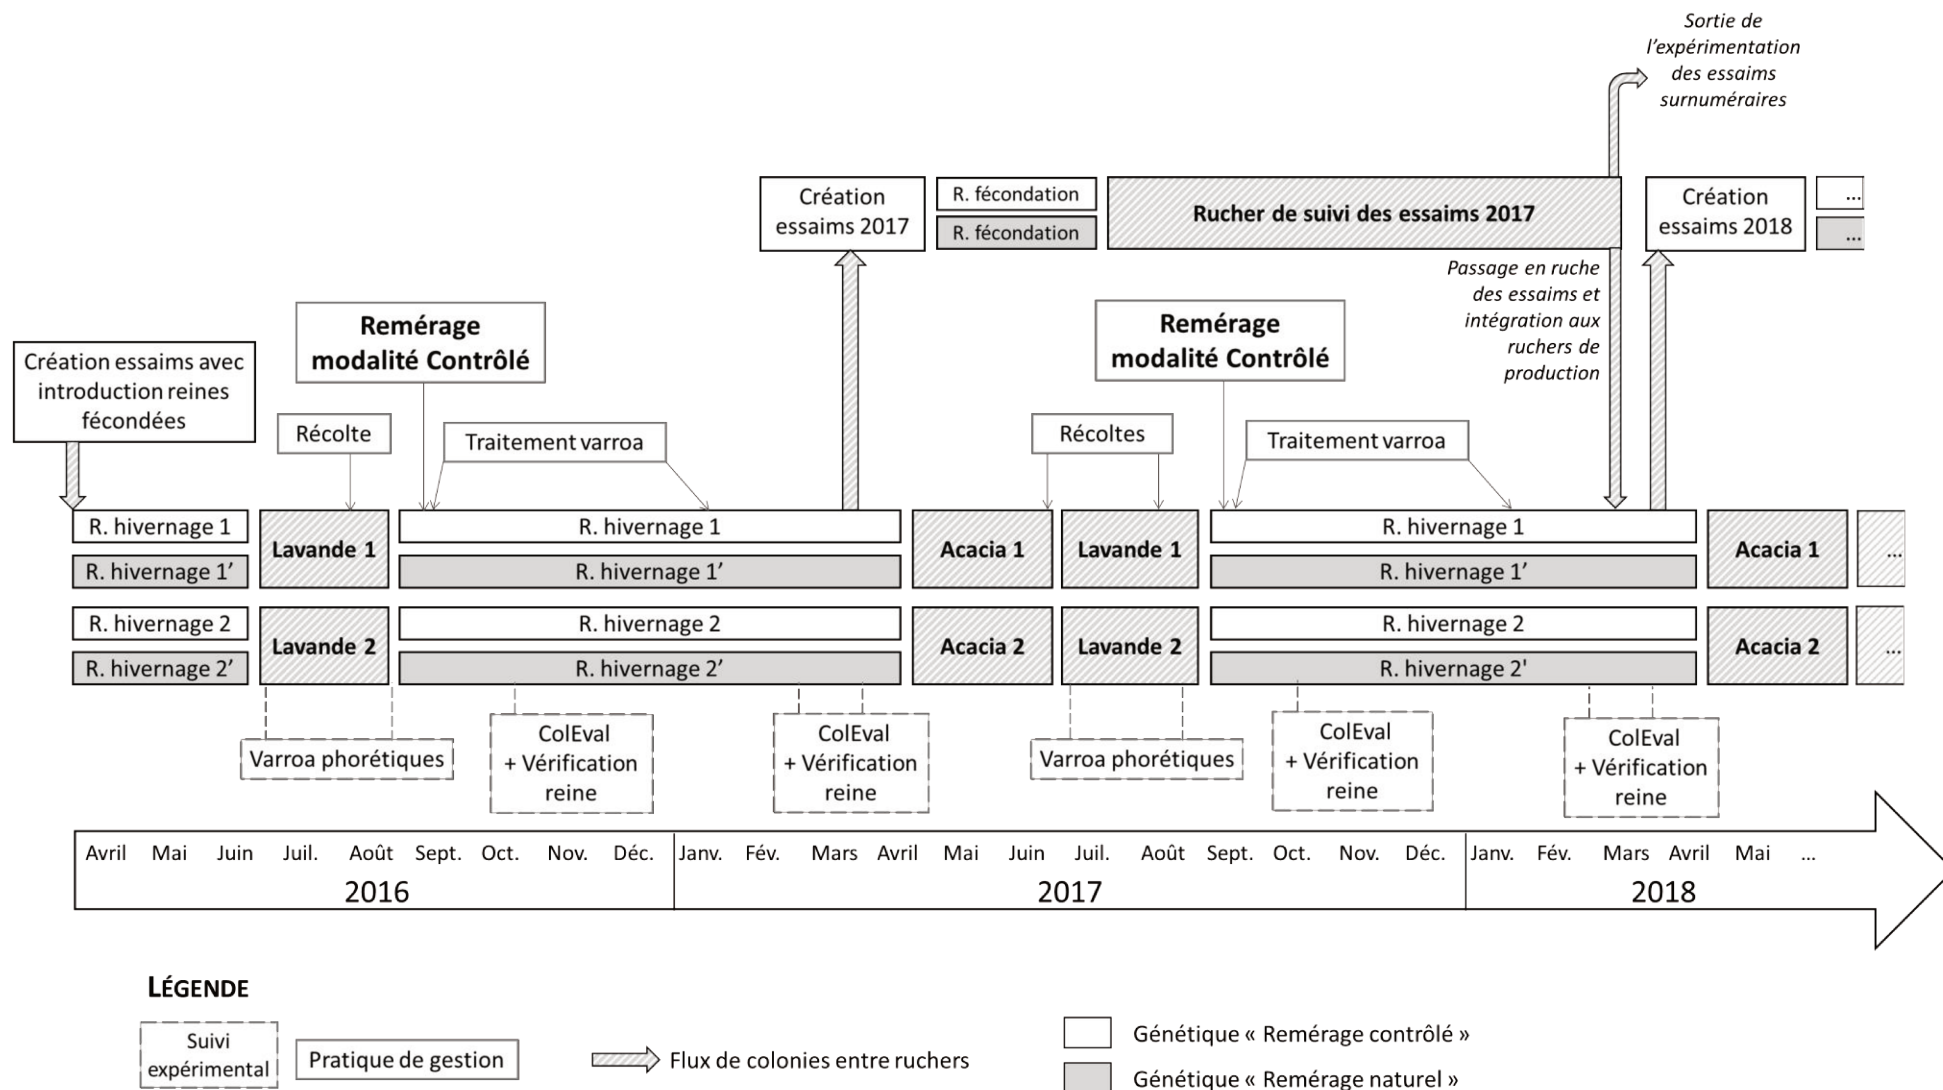 Sortie de
l'expérimentation
des essaims
surnuméraires
Création
essaims 2017
R. fécondation
R. fécondation
Rucher de suivi des essaims 2017
Création
essaims 2018
...
...
Passage en ruche
des essaims et
intégration aux
ruchers de
production
Remérage
modalité Contrôlé
Remérage
modalité Contrôlé
Création essaims avec
introduction reines
fécondées
Récolte
Traitement varroa
Récoltes
Traitement varroa
R. hivernage 1
R. hivernage 1’
Lavande 1
R. hivernage 1
R. hivernage 1’
Acacia 1
Lavande 1
R. hivernage 1
R. hivernage 1’
Acacia 1
...
R. hivernage 2
R. hivernage 2’
Lavande 2
R. hivernage 2
R. hivernage 2’
Acacia 2
Lavande 2
R. hivernage 2
R. hivernage 2'
Acacia 2
...
Varroa phorétiques
ColEval
+ Vérification
reine
ColEval
+ Vérification
reine
Varroa phorétiques
ColEval
+ Vérification
reine
ColEval
+ Vérification
reine
Avril Mai Juin Juil. Août Sept. Oct. Nov. Déc. Janv. Fév. Mars Avril Mai Juin Juil. Août Sept. Oct. Nov. Déc. Janv. Fév. Mars Avril Mai ...
2016 2017 2018
LÉGENDE
Suivi
expérimental
Pratique de gestion
Flux de colonies entre ruchers
Génétique « Remérage contrôlé »
Génétique « Remérage naturel »